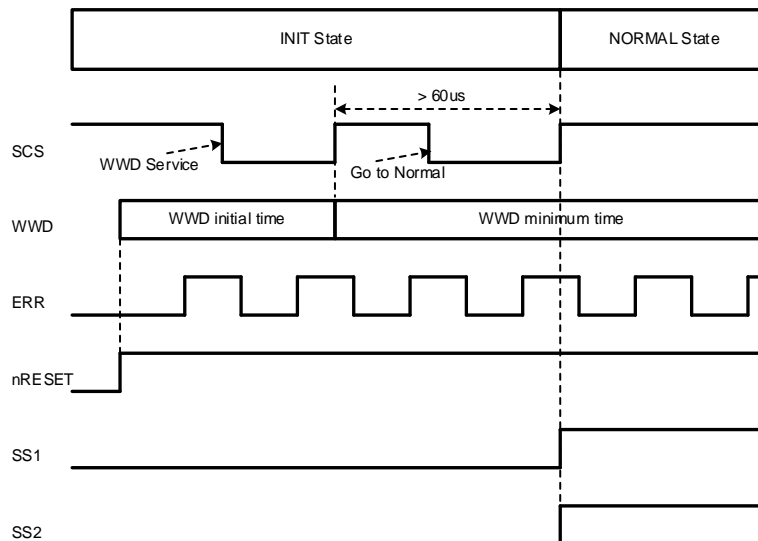 INIT State
NORMAL State
> 60us
SCS
WWD Service
Go to Normal
WWD
WWD initial time
WWD minimum time
ERR
nRESET
SS1
SS2